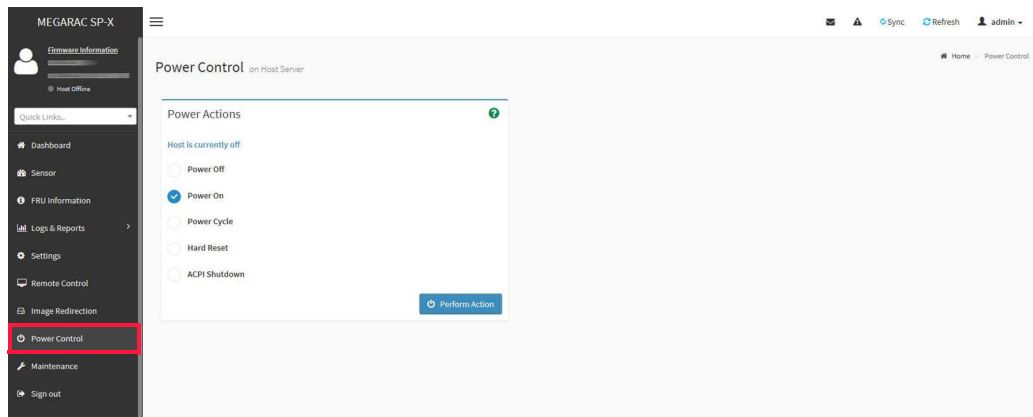 MEGARAC SP-X
Sync
Refresh
admin
Firmware Information
Host Offline
Quick Links...
Dashboard
Sensor
FRU Information
Logs & Reports
Settings
Remote Control
Image Redirection
Power Control
Maintenance
Sign out
Home > Power Control
Power Control on Host Server
Power Actions
Host is currently off
Power Off
Power On
Power Cycle
Hard Reset
ACPI Shutdown
Perform Action